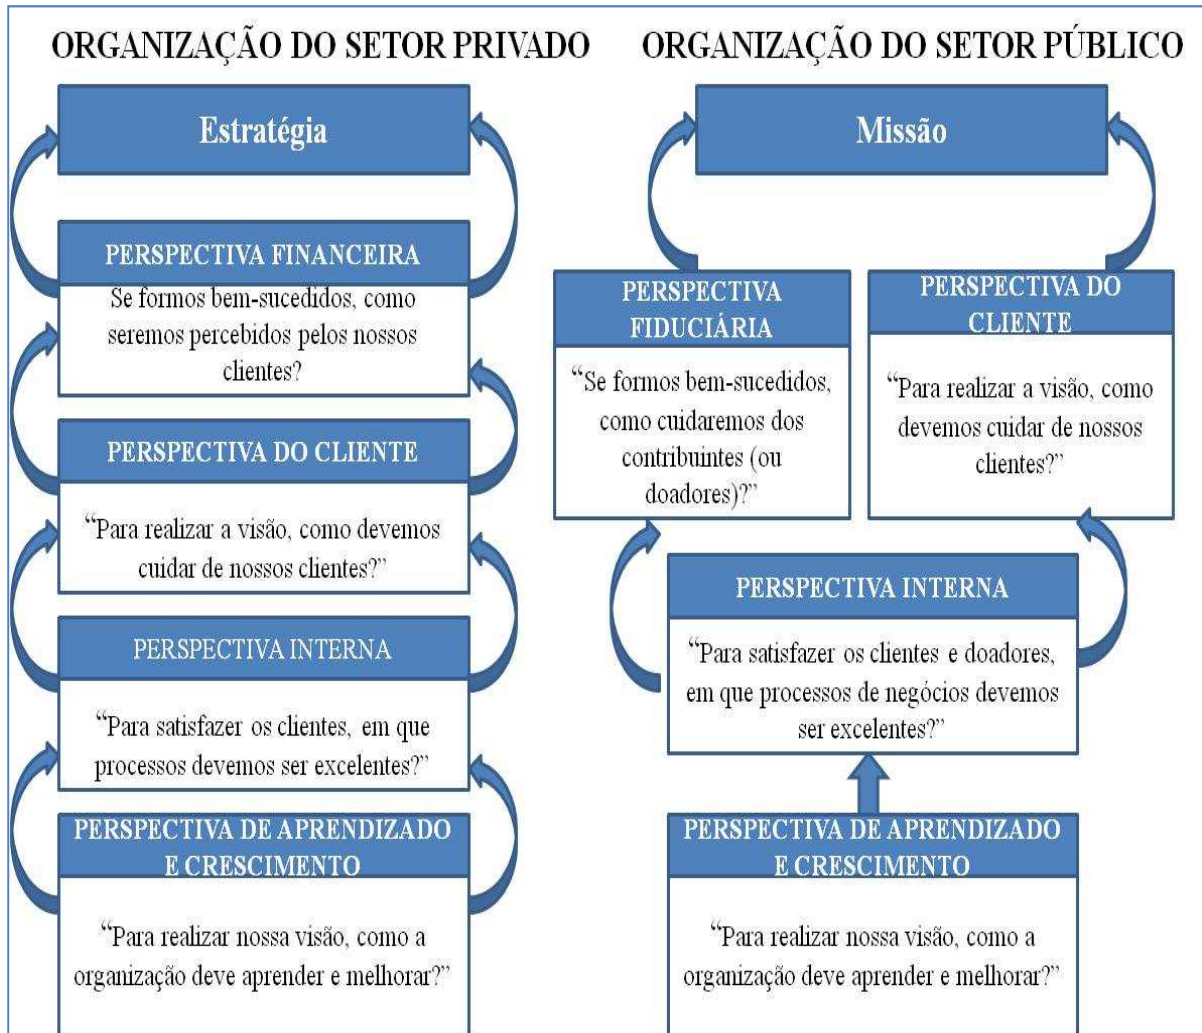 ORGANIZAÇÃO DO SETOR PRIVADO
Estratégia
PERSPECTIVA FINANCEIRA
Se formos bem-sucedidos, como
seremos percebidos pelos nossos
clientes?
PERSPECTIVA DO CLIENTE
“Para realizar a visão, como devemos
cuidar de nossos clientes?”
PERSPECTIVA INTERNA
“Para satisfazer os clientes, em que
processos devemos ser excelentes?”
PERSPECTIVA DE APRENDIZADO
E CRESCIMENTO
“Para realizar nossa visão, como a
organização deve aprender e melhorar?”
ORGANIZAÇÃO DO SETOR PÚBLICO
Missão
PERSPECTIVA
FIDUCIÁRIA
“Se formos bem-sucedidos,
como cuidaremos dos
contribuintes (ou
doadores)?”
PERSPECTIVA DO
CLIENTE
“Para realizar a visão, como
devemos cuidar de nossos
clientes?”
PERSPECTIVA INTERNA
“Para satisfazer os clientes e doadores,
em que processos de negócios devemos
ser excelentes?”
PERSPECTIVA DE APRENDIZADO
E CRESCIMENTO
“Para realizar nossa visão, como a
organização deve aprender e melhorar?”